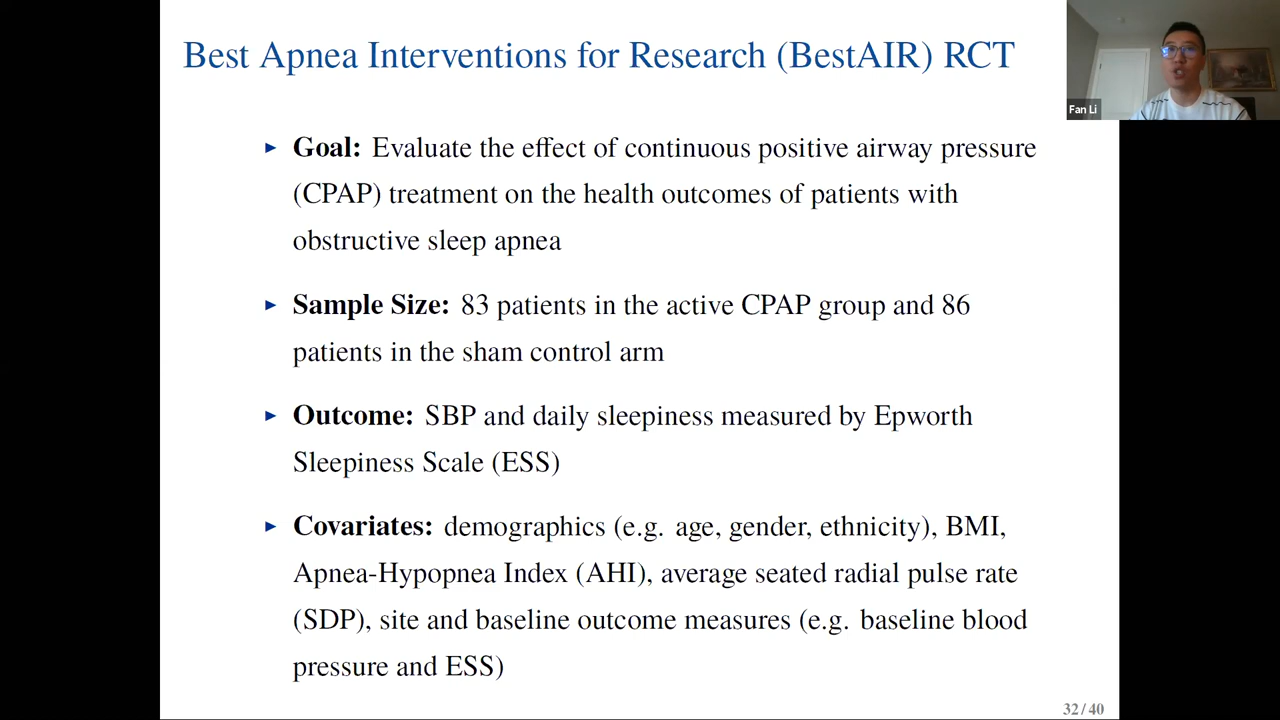 Best Apnea Interventions for Research (BestAIR) RCT
Fan Li
▶ Goal: Evaluate the effect of continuous positive airway pressure
(CPAP) treatment on the health outcomes of patients with
obstructive sleep apnea
▶ Sample Size: 83 patients in the active CPAP group and 86
patients in the sham control arm
▶ Outcome: SBP and daily sleepiness measured by Epworth
Sleepiness Scale (ESS)
▶ Covariates: demographics (e.g. age, gender, ethnicity), BMI,
Apnea-Hypopnea Index (AHI), average seated radial pulse rate
(SDP), site and baseline outcome measures (e.g. baseline blood
pressure and ESS)
32 / 40